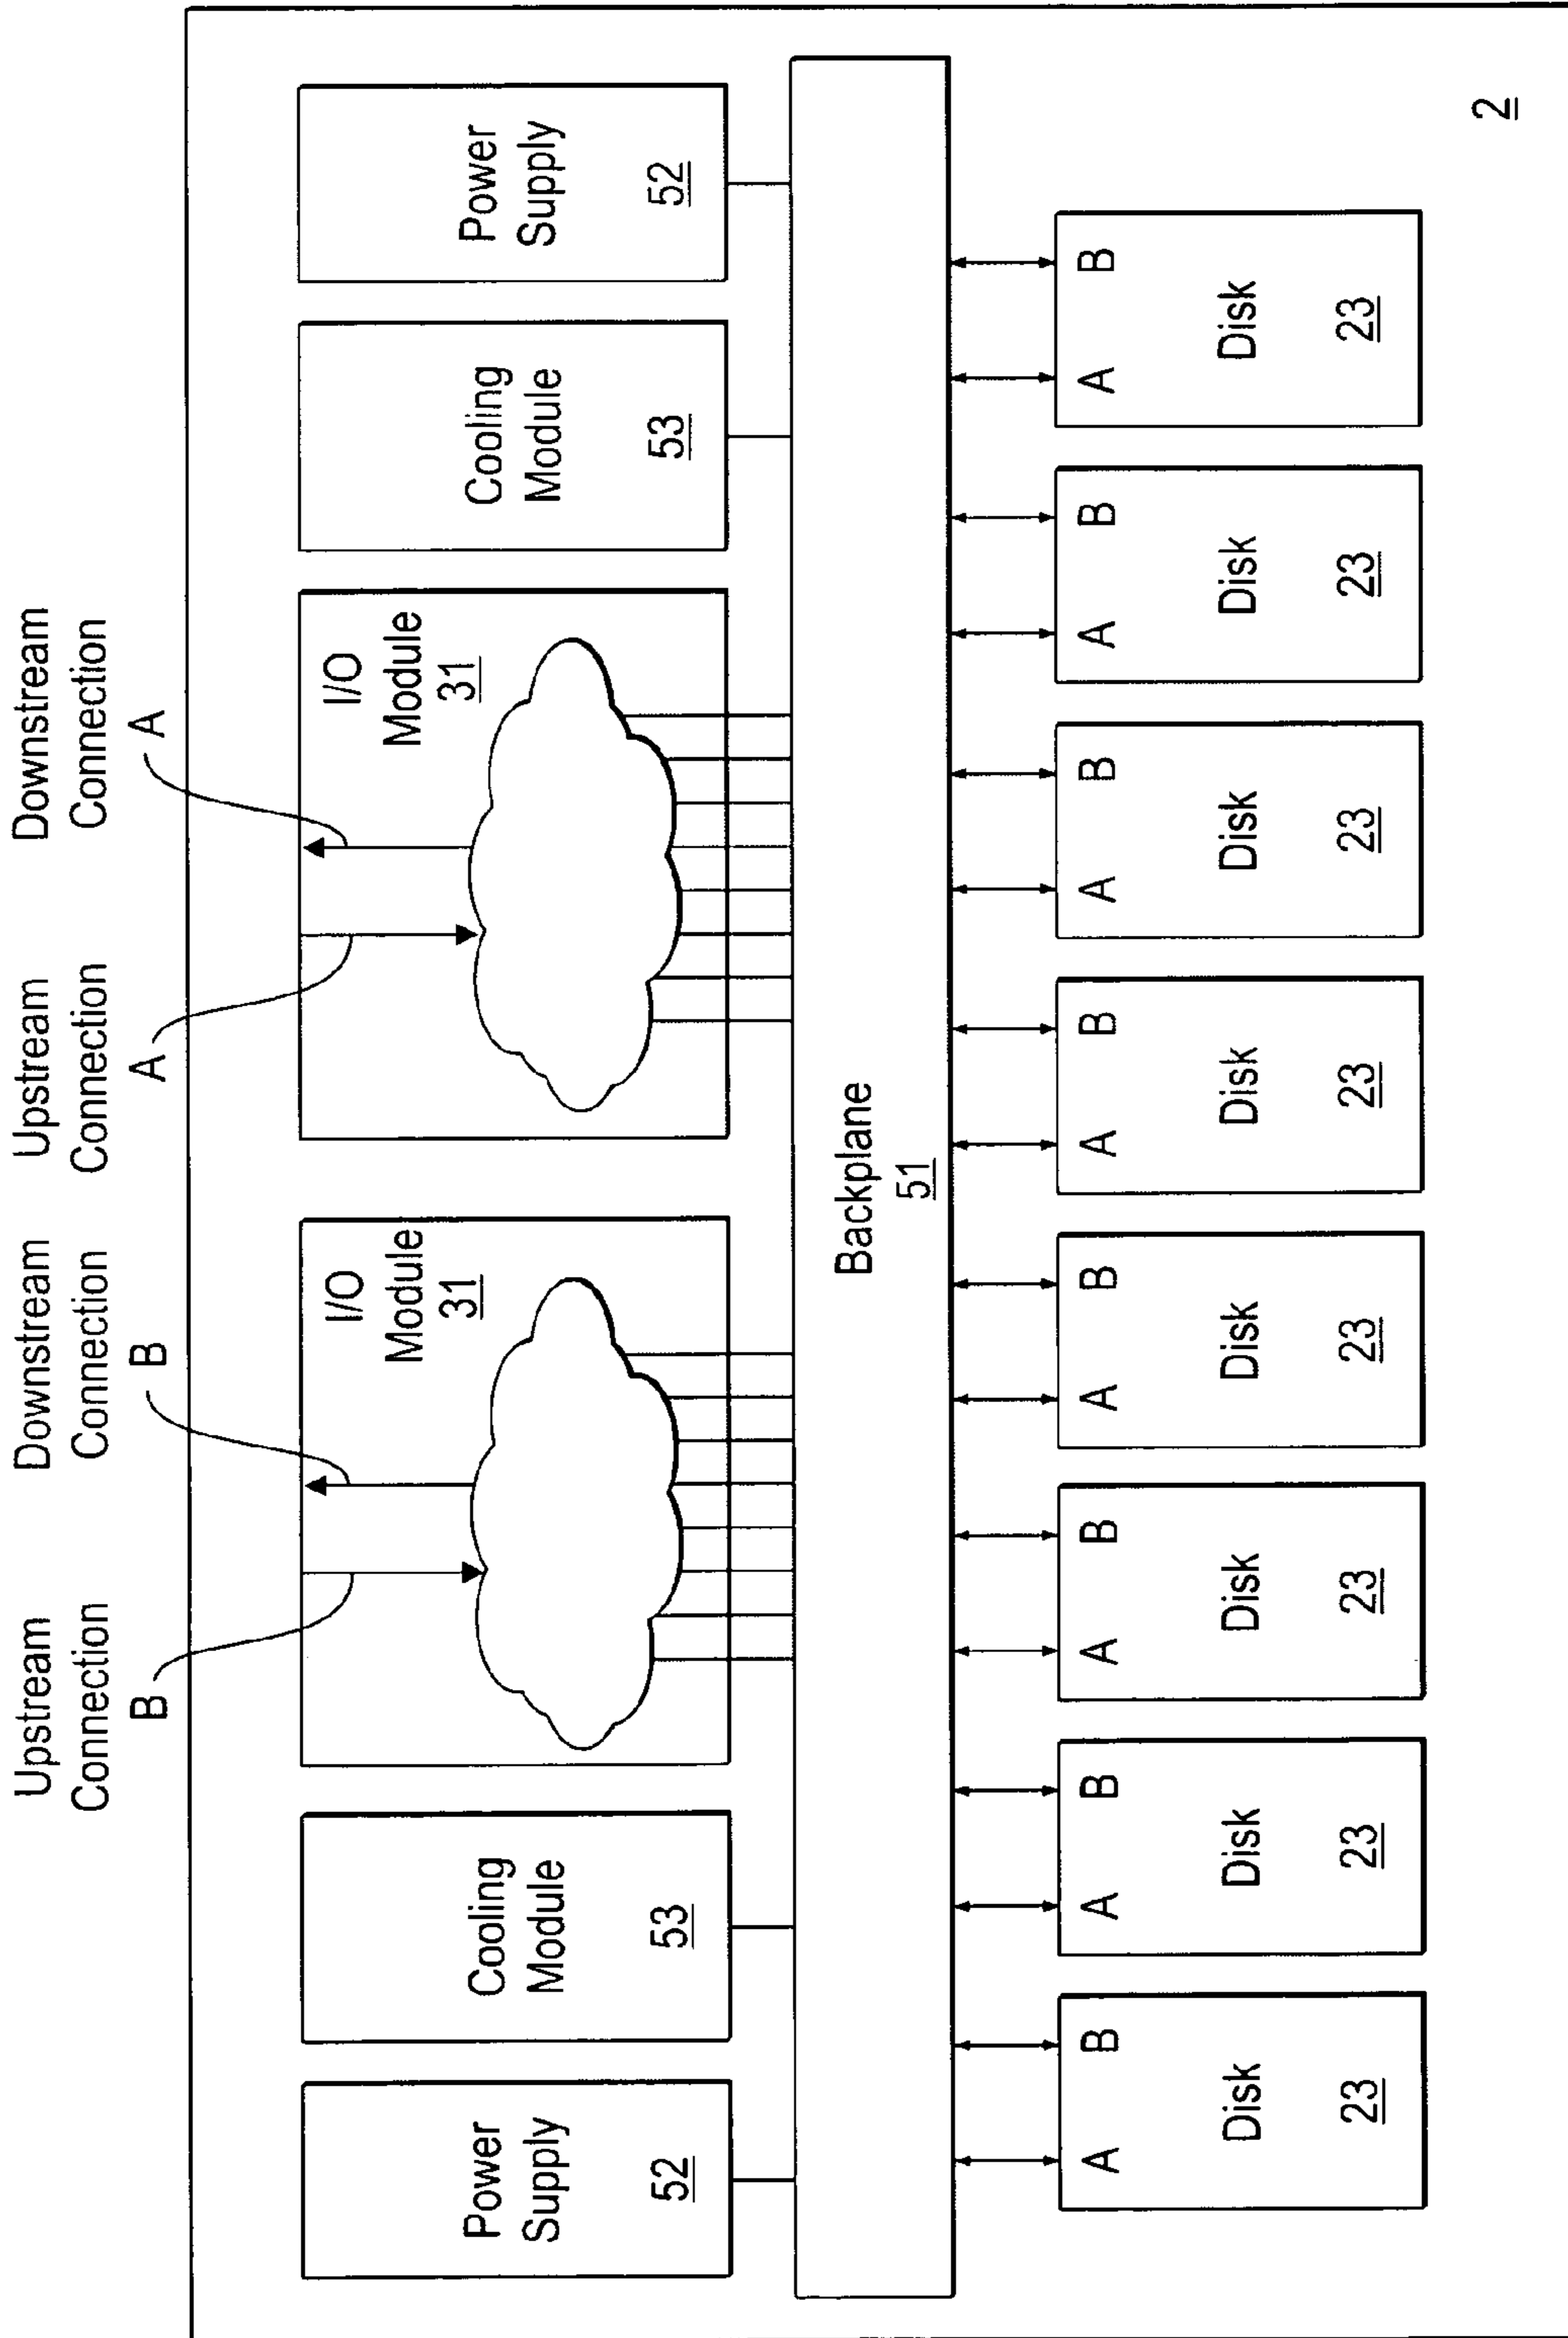 Upstream
Connection
B
Downstream
Connection
B
Upstream
Connection
A
Downstream
Connection
A
Power
Supply
52
Cooling
Module
53
I/O
Module
31
I/O
Module
31
Cooling
Module
53
Power
Supply
52
Backplane
51
A B
Disk
23
A B
Disk
23
A B
Disk
23
A B
Disk
23
A B
Disk
23
A B
Disk
23
A B
Disk
23
A B
Disk
23
2